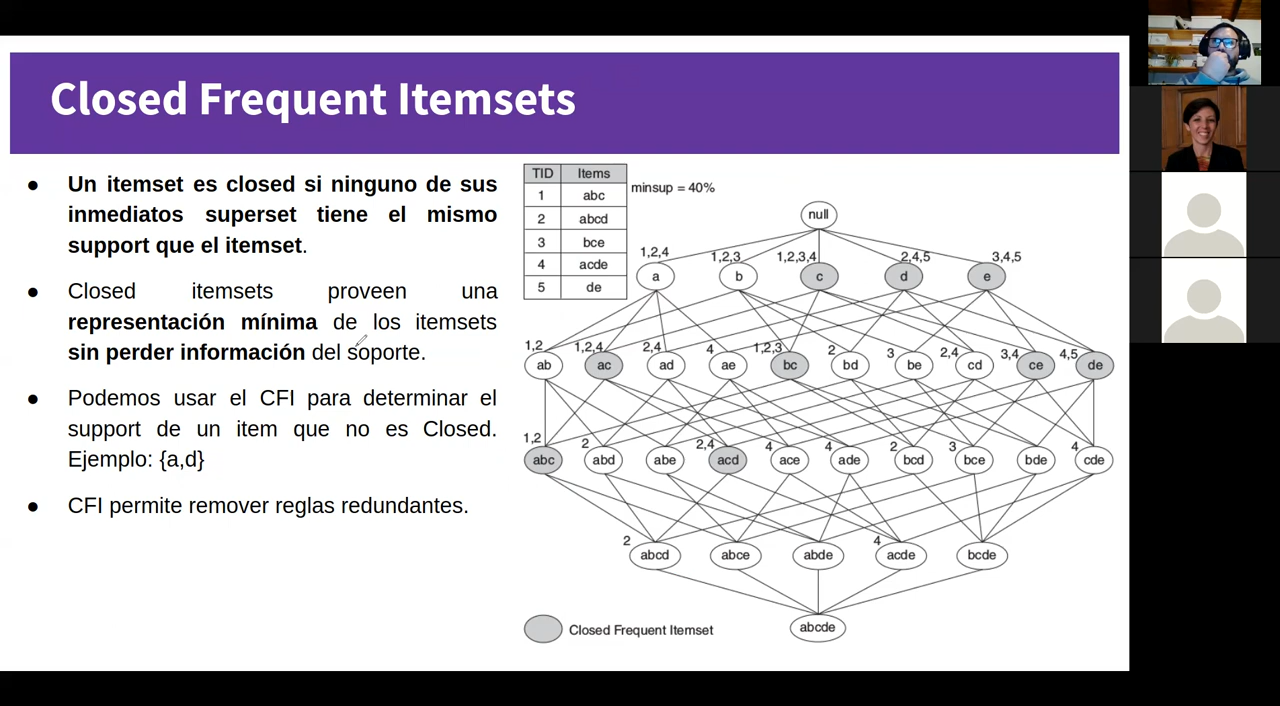 Closed Frequent Itemsets
● Un itemset es closed si ninguno de sus
inmediatos superset tiene el mismo
support que el itemset.
● Closed itemsets proveen una
representación mínima de los itemsets
sin perder información del soporte.
● Podemos usar el CFI para determinar el
support de un item que no es Closed.
Ejemplo: {a,d}
● CFI permite remover reglas redundantes.
TID Items
1 abc
2 abcd
3 bce
4 acde
5 de
minsup = 40%
null
1,2,4 1,2,3 1,2,3,4 2,4,5 3,4,5
a b c d e
1,2 1,2,4 2,4 4 1,2,3 2 3 2,4 3,4 4,5
ab ac ad ae bc bd be cd ce de
1,2 2 2,4 4 4 2 3 4
abc abd abe acd ace ade bcd bce bde cde
2 4
abcd abce abde acde bcde
abcde
Closed Frequent Itemset